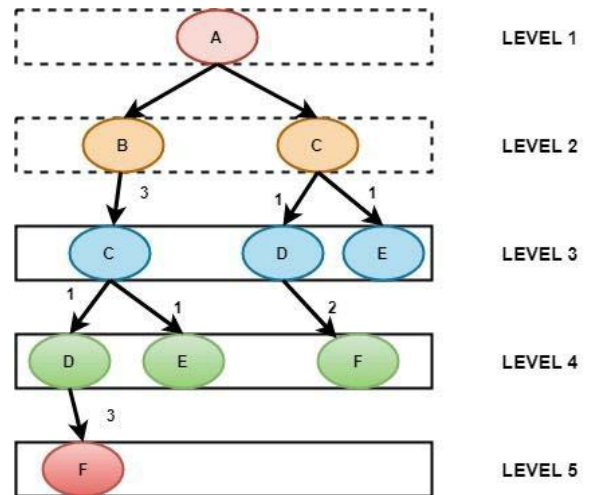 A LEVEL 1
B C LEVEL 2
3 1 1
C D E LEVEL 3
1 1 2
D E F LEVEL 4
3
F LEVEL 5